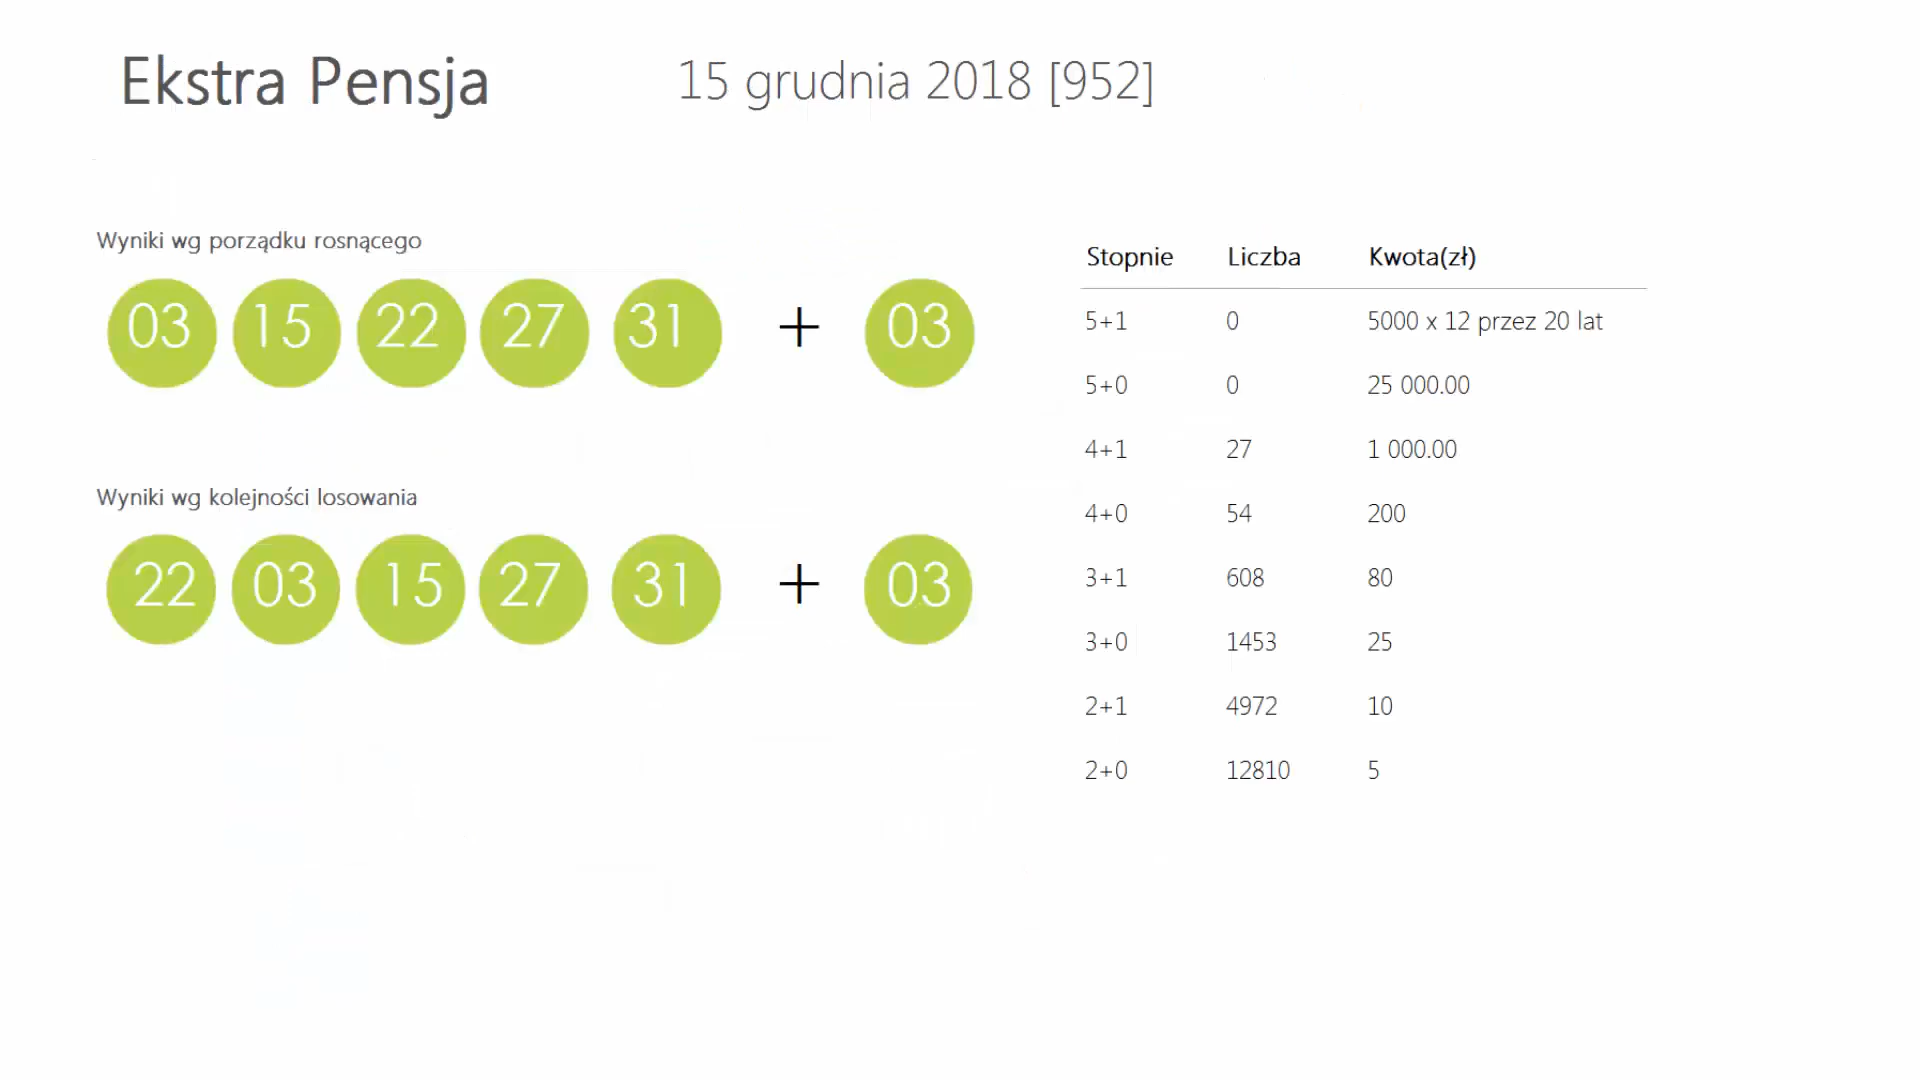 Ekstra Pensja 15 grudnia 2018 [952]
Wyniki wg porządku rosnącego
03 15 22 27 31 + 03
Wyniki wg kolejności losowania
22 03 15 27 31 + 03
Stopnie Liczba Kwota(zł)
5+1 0 5000 x 12 przez 20 lat
5+0 0 25 000.00
4+1 27 1 000.00
4+0 54 200
3+1 608 80
3+0 1453 25
2+1 4972 10
2+0 12810 5